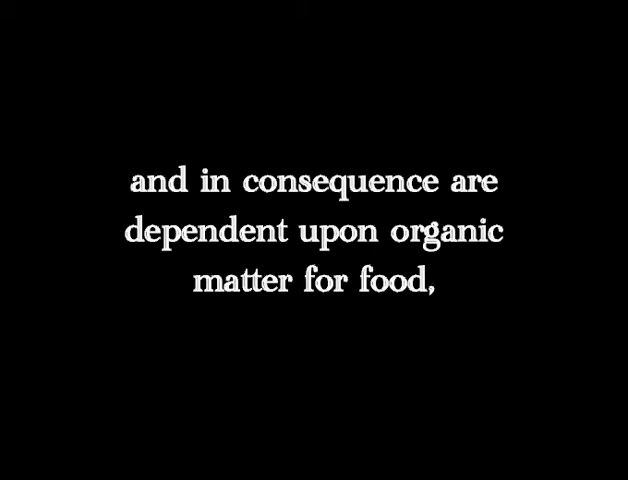 and in consequence are
dependent upon organic
matter for food,